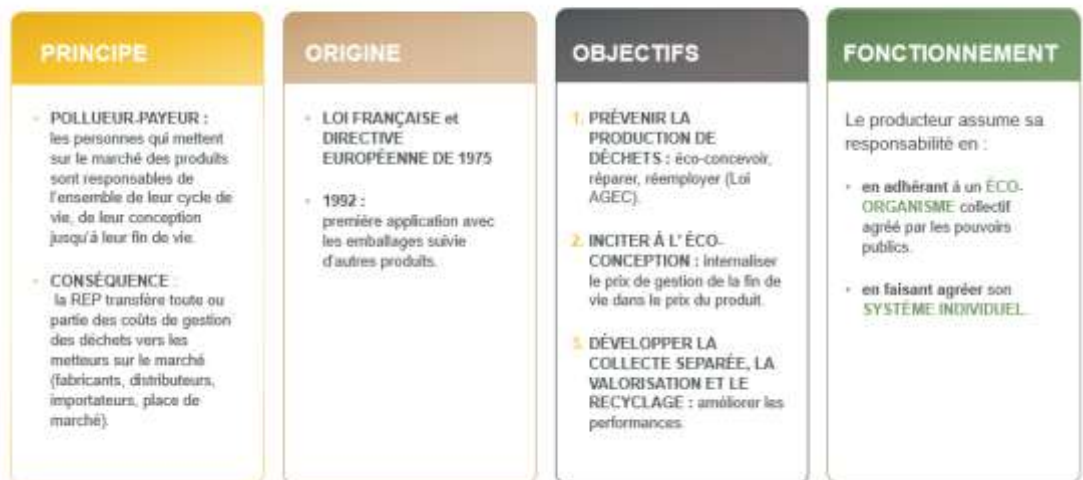 PRINCIPE
POLLUEUR-PAYEUR :
les personnes qui mettent
sur le marché des produits
sont responsables de
l'ensemble de leur cycle de
vie, de leur conception
jusqu'à leur fin de vie.
CONSÉQUENCE :
la REP transfère toute ou
partie des coûts de gestion
des déchets vers les
metteurs sur le marché
(fabricants, distributeurs,
importateurs, place de
marché).
ORIGINE
LOI FRANÇAISE et
DIRECTIVE
EUROPÉENNE DE 1975
1992 :
première application avec
les emballages suivie
d'autres produits.
OBJECTIFS
1. PRÉVENIR LA
PRODUCTION DE
DÉCHETS : éco-concevoir,
réparer, réemployer (Loi
AGEC).
2. INCITER À L' ÉCO-
CONCEPTION : internaliser
le prix de gestion de la fin de
vie dans le prix du produit.
3. DÉVELOPPER LA
COLLECTE SEPARÉE, LA
VALORISATION ET LE
RECYCLAGE : améliorer les
performances.
FONCTIONNEMENT
Le producteur assume sa
responsabilité en :
en adhérant à un ÉCO-
ORGANISME collectif
agréé par les pouvoirs
publics.
en faisant agréer son
SYSTÈME INDIVIDUEL.